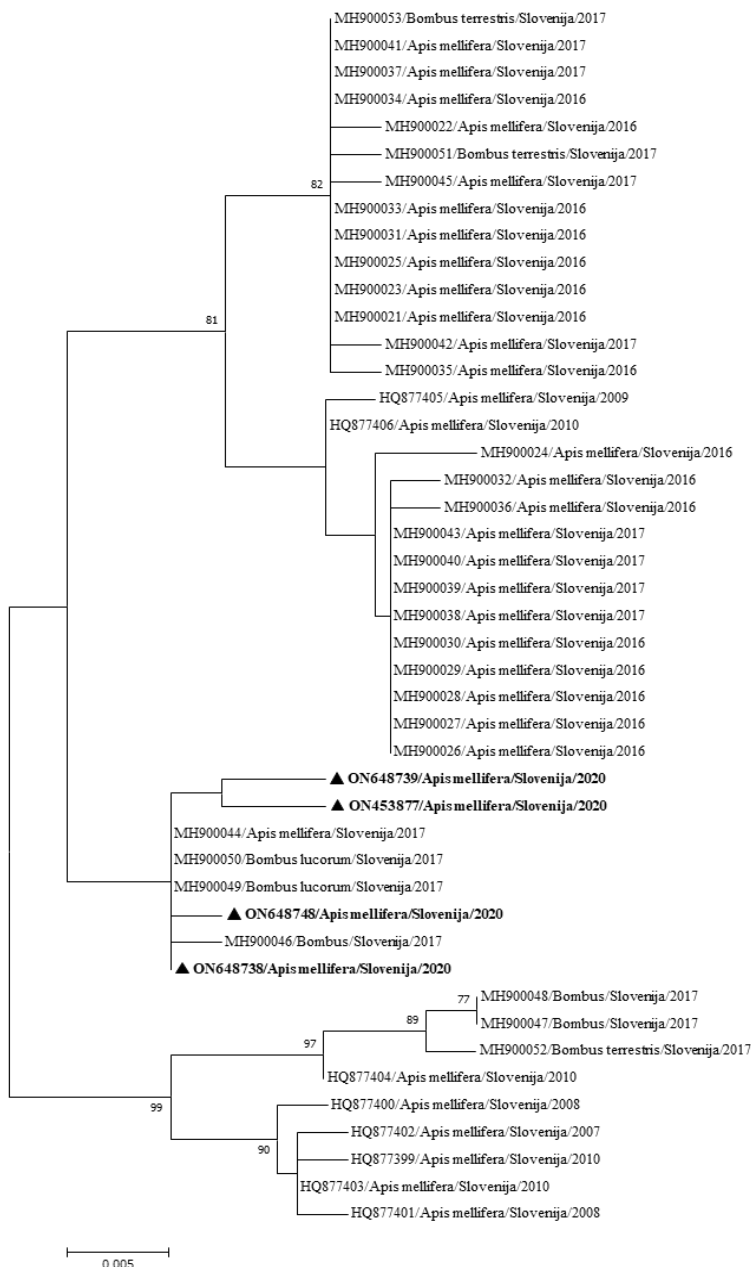 MH900053/Bombus terrestris/Slovenija/2017
MH900041/Apis mellifera/Slovenija/2017
MH900037/Apis mellifera/Slovenija/2017
MH900034/Apis mellifera/Slovenija/2016
MH900022/Apis mellifera/Slovenija/2016
MH900051/Bombus terrestris/Slovenija/2017
MH900045/Apis mellifera/Slovenija/2017
82
MH900033/Apis mellifera/Slovenija/2016
MH900031/Apis mellifera/Slovenija/2016
MH900025/Apis mellifera/Slovenija/2016
MH900023/Apis mellifera/Slovenija/2016
MH900021/Apis mellifera/Slovenija/2016
81
MH900042/Apis mellifera/Slovenija/2017
MH900035/Apis mellifera/Slovenija/2016
HQ877405/Apis mellifera/Slovenija/2009
HQ877406/Apis mellifera/Slovenija/2010
MH900024/Apis mellifera/Slovenija/2016
MH900032/Apis mellifera/Slovenija/2016
MH900036/Apis mellifera/Slovenija/2016
MH900043/Apis mellifera/Slovenija/2017
MH900040/Apis mellifera/Slovenija/2017
MH900039/Apis mellifera/Slovenija/2017
MH900038/Apis mellifera/Slovenija/2017
MH900030/Apis mellifera/Slovenija/2016
MH900029/Apis mellifera/Slovenija/2016
MH900028/Apis mellifera/Slovenija/2016
MH900027/Apis mellifera/Slovenija/2016
MH900026/Apis mellifera/Slovenija/2016
ON648739/Apis mellifera/Slovenija/2020
ON453877/Apis mellifera/Slovenija/2020
MH900044/Apis mellifera/Slovenija/2017
MH900050/Bombus lucorum/Slovenija/2017
MH900049/Bombus lucorum/Slovenija/2017
ON648748/Apis mellifera/Slovenija/2020
MH900046/Bombus/Slovenija/2017
ON648738/Apis mellifera/Slovenija/2020
77
MH900048/Bombus/Slovenija/2017
89
MH900047/Bombus/Slovenija/2017
97
MH900052/Bombus terrestris/Slovenija/2017
HQ877404/Apis mellifera/Slovenija/2010
99
HQ877400/Apis mellifera/Slovenija/2008
HQ877402/Apis mellifera/Slovenija/2007
90
HQ877399/Apis mellifera/Slovenija/2010
HQ877403/Apis mellifera/Slovenija/2010
HQ877401/Apis mellifera/Slovenija/2008
0.005